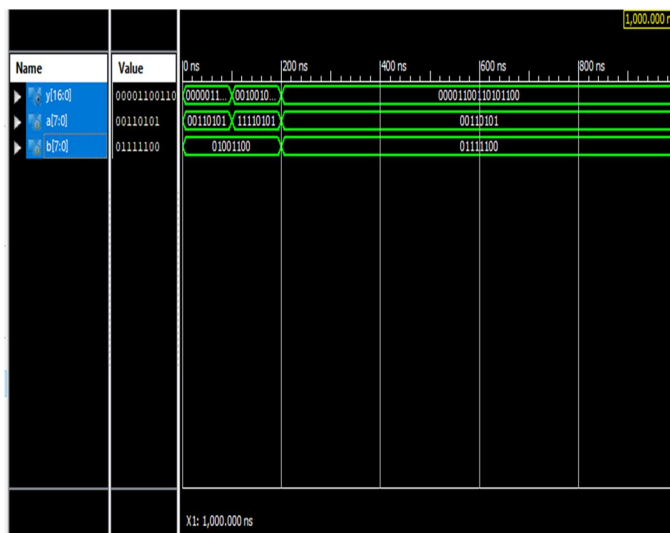 1,000.000 ns
Name Value 0 ns 200 ns 400 ns 600 ns 800 ns
y[16:0] 00001100110 0000011... 0010010... 00001100110101100
a[7:0] 00110101 00110101 11110101 00110101
b[7:0] 01111100 01001100 01111100
X1: 1,000.000 ns